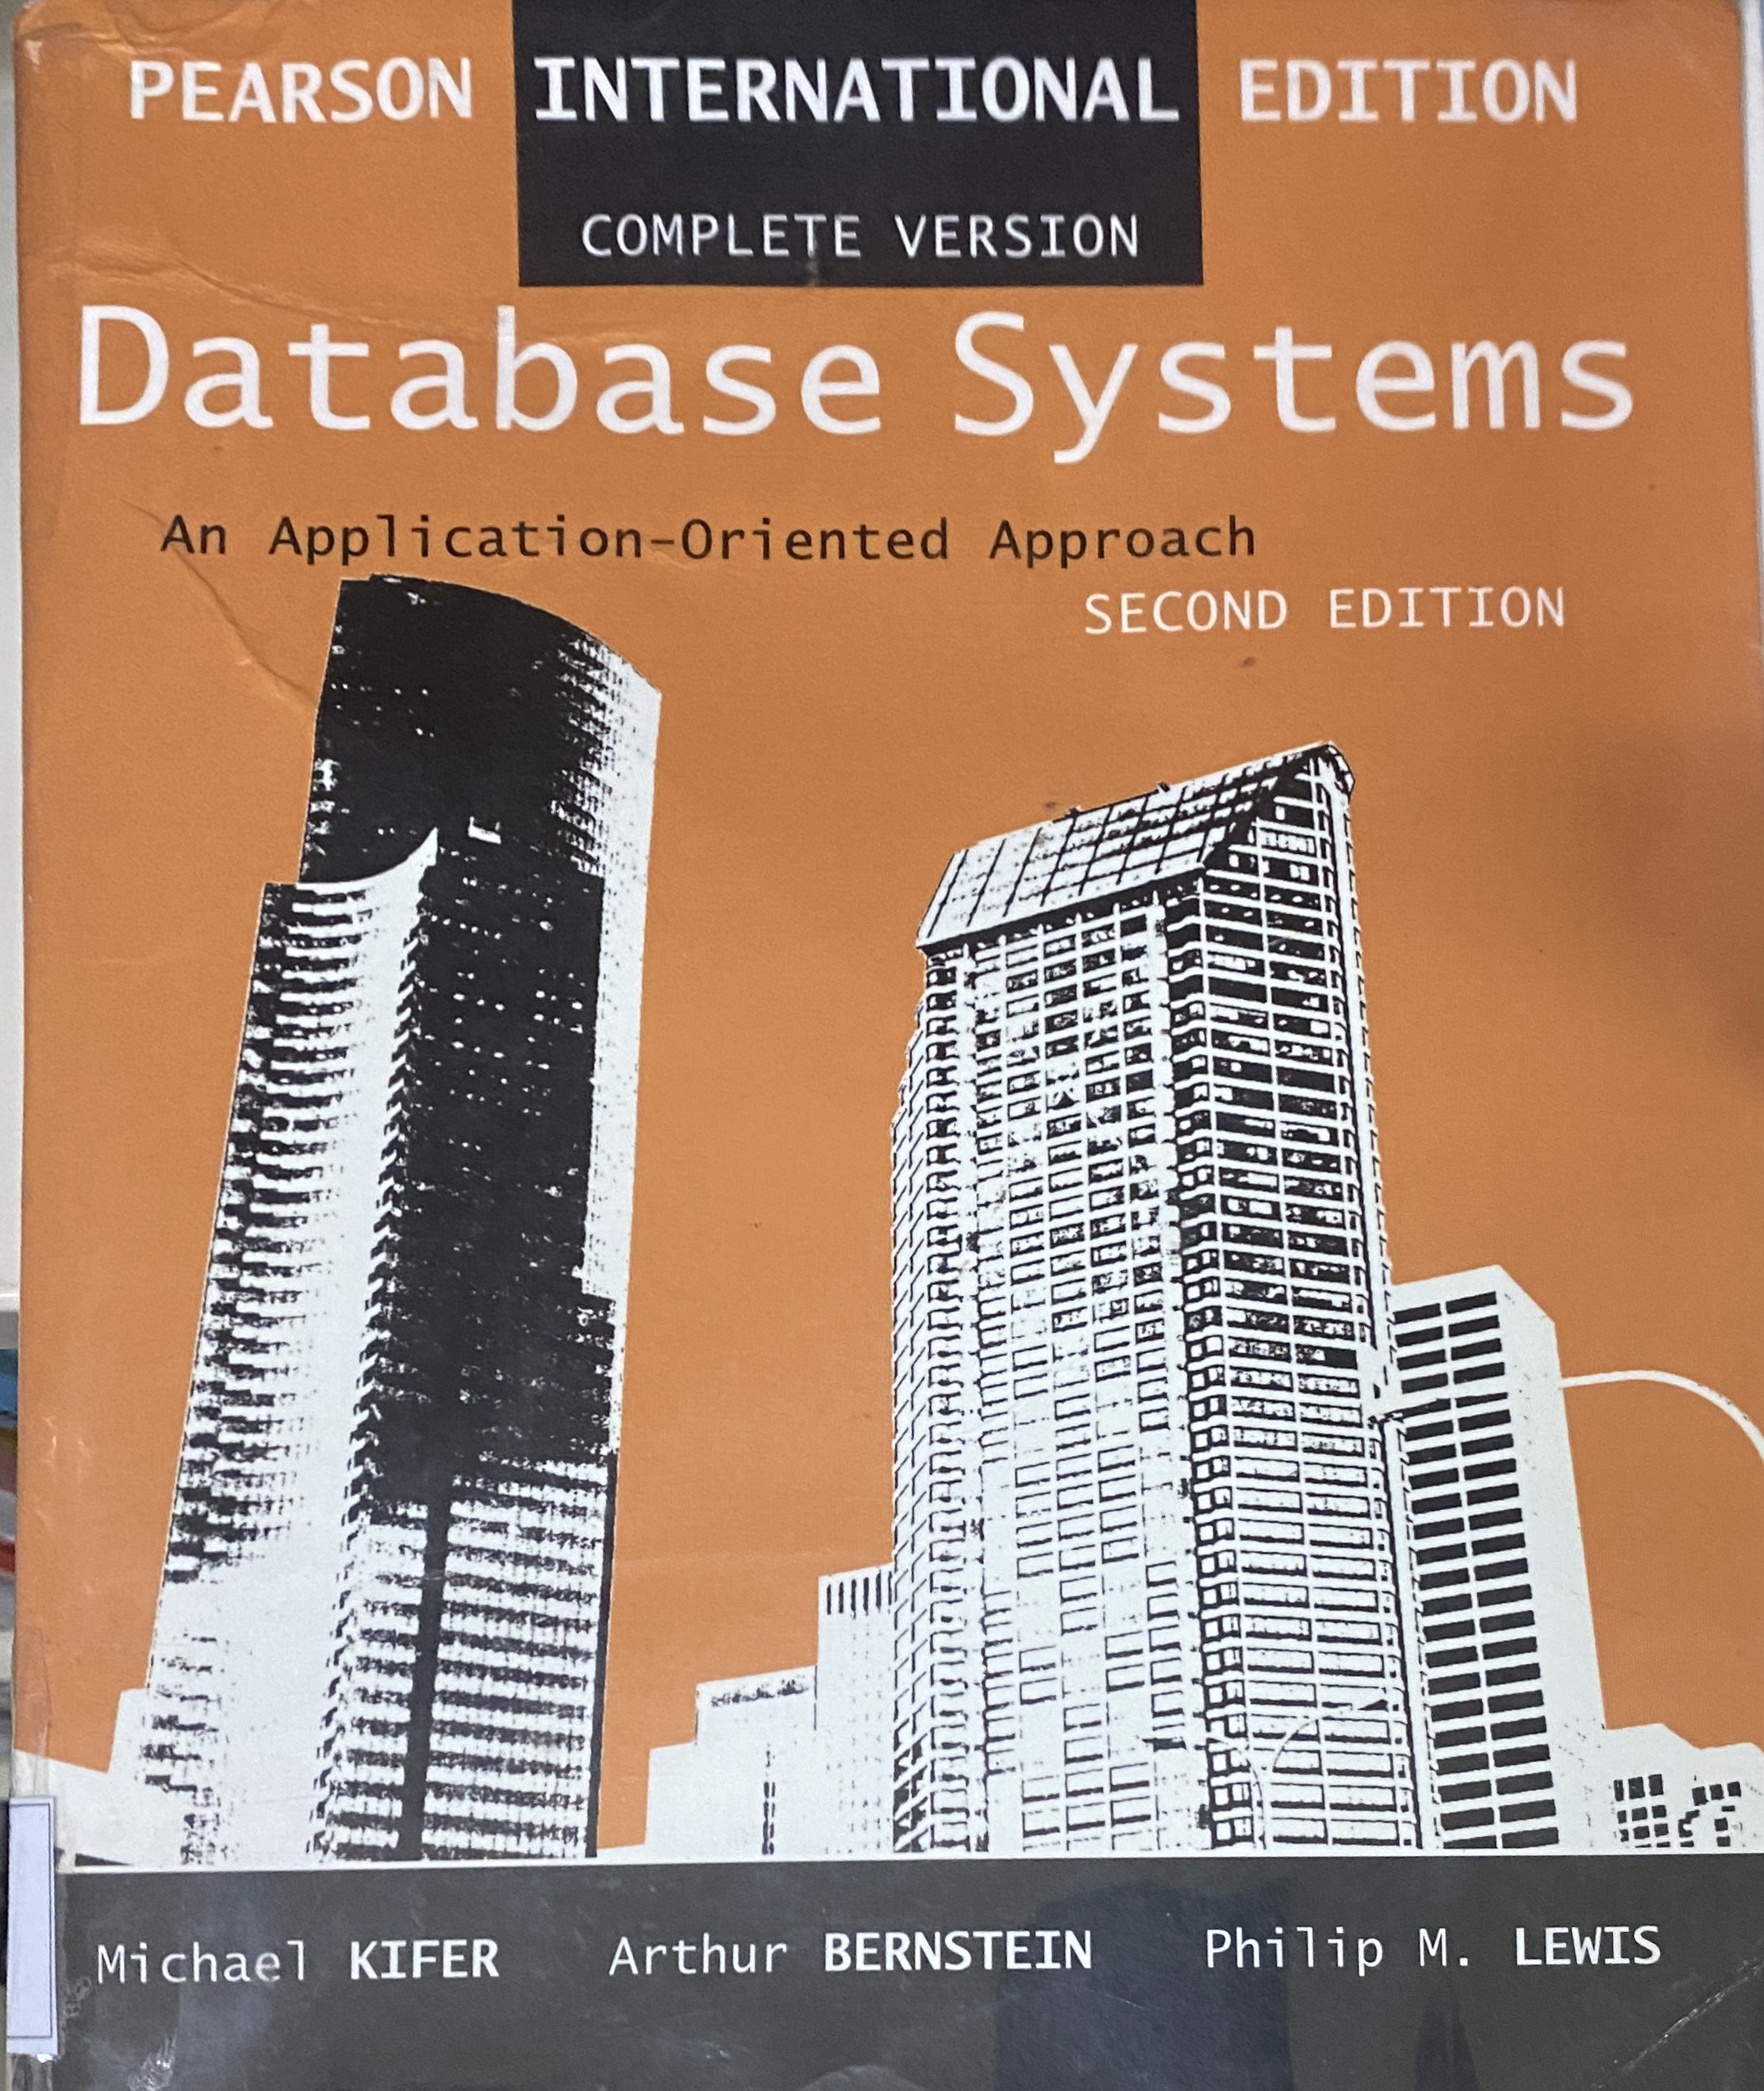 PEARSON INTERNATIONAL EDITION
COMPLETE VERSION
Database Systems
An Application-Oriented Approach
SECOND EDITION
Michael KIFER Arthur BERNSTEIN Philip M. LEWIS